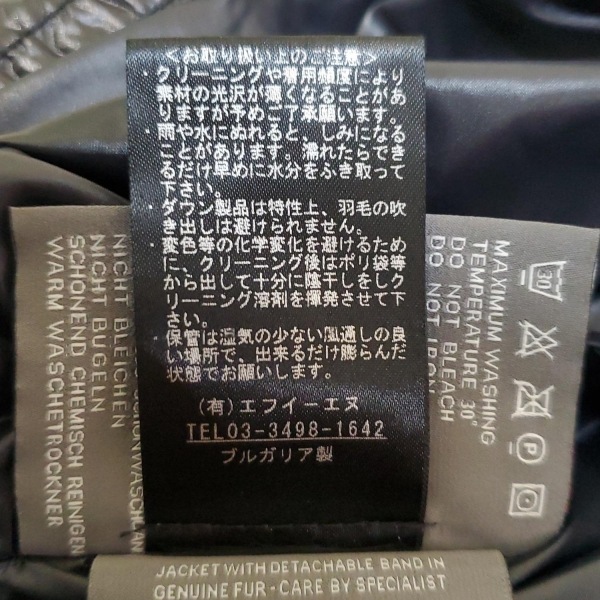 <お取り扱い上のご注意>
・クリーニングや着用頻度により
素材の光沢が薄くなることがあ
りますが予めご了承願います。
・雨や水にぬれると、しみになる
ことがあります。濡れたらでき
るだけ早めに水分をふき取って
下さい。
・ダウン製品は特性上、羽毛の吹
き出しは避けられません。
・変色等の化学変化を避けるため
に、クリーニング後はポリ袋等
から出して十分に陰干しをしク
リーニング溶剤を揮発させて下
さい。
・保管は湿気の少ない風通しの良
い場所で、出来るだけ膨らんだ
状態でお願いします。
(有)エフイーエヌ
TEL03-3498-1642
ブルガリア製
MAXIMUM WASHING
TEMPERATURE 30°
DO NOT BLEACH
DO NOT IRON
30
NICHT BLEICHEN
NICHT BÜGELN
SCHONEND CHEMISCH REINIGEN
WARM WÄSCHETROCKNER
JACKET WITH DETACHABLE BAND IN
GENUINE FUR - CARE BY SPECIALIST